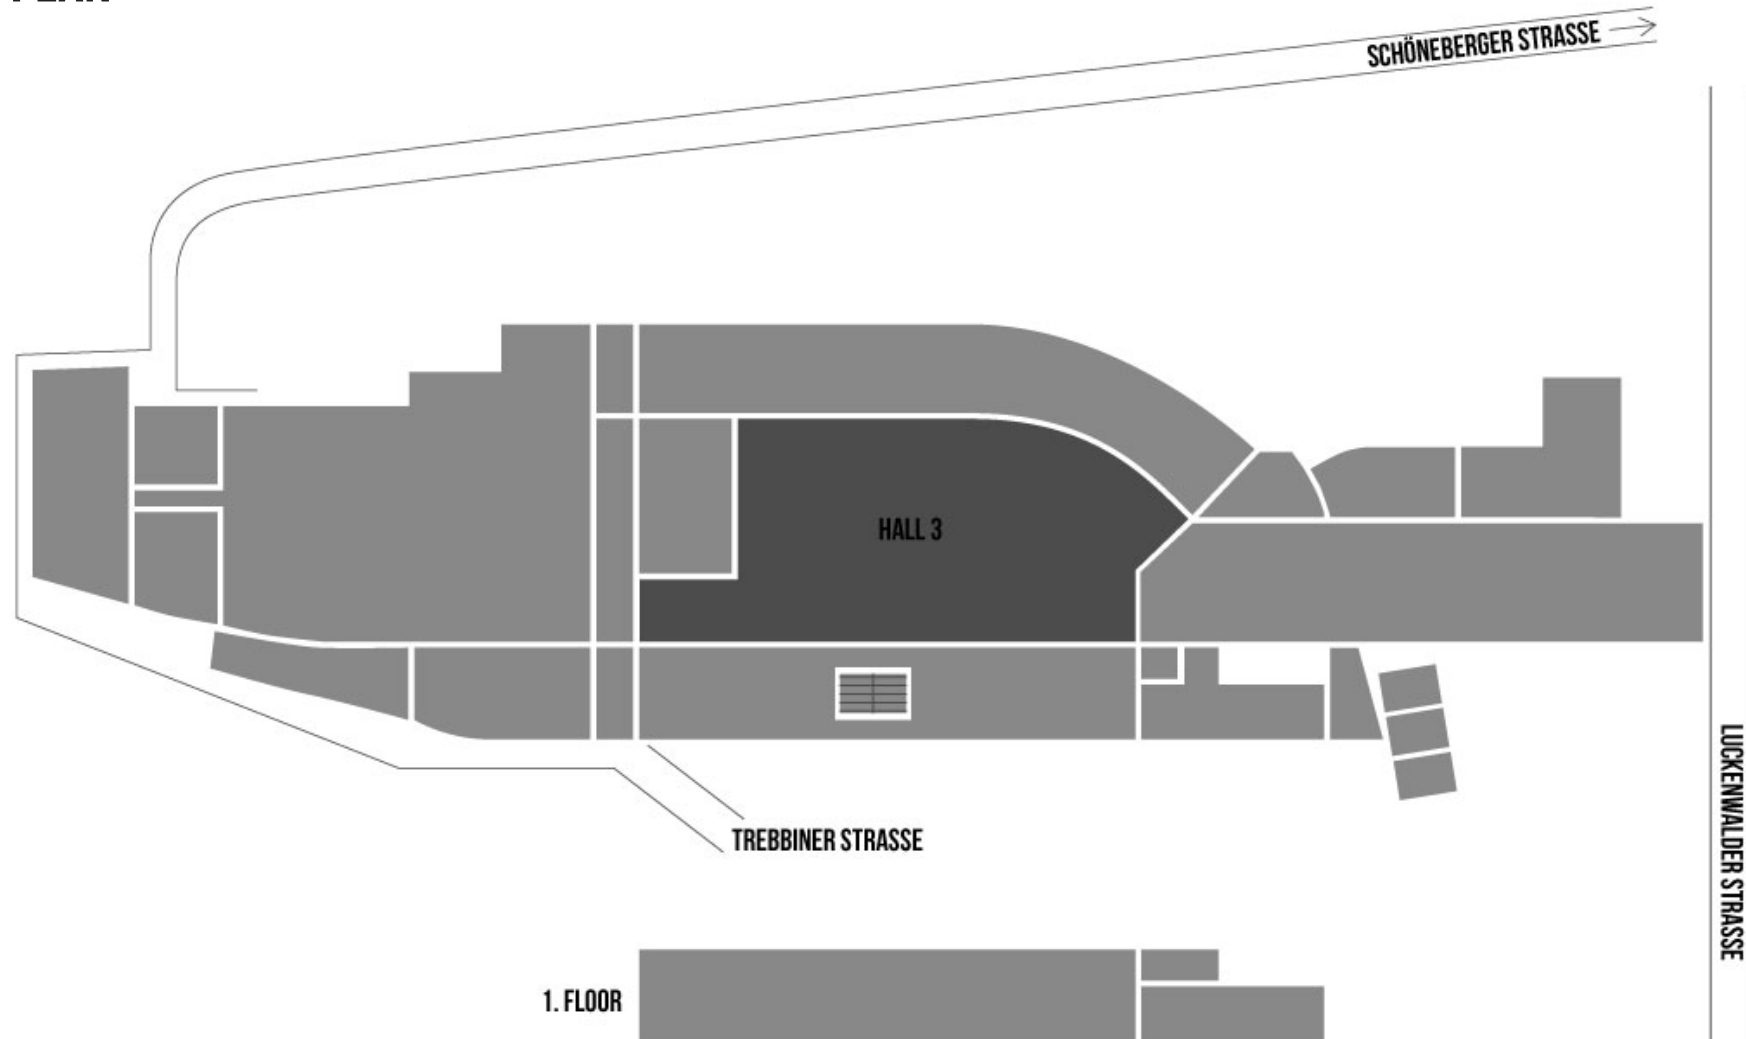 SCHÖNEBERGER STRASSE
HALL 3
TREBBINER STRASSE
LUCKENWALDER STRASSE
1. FLOOR